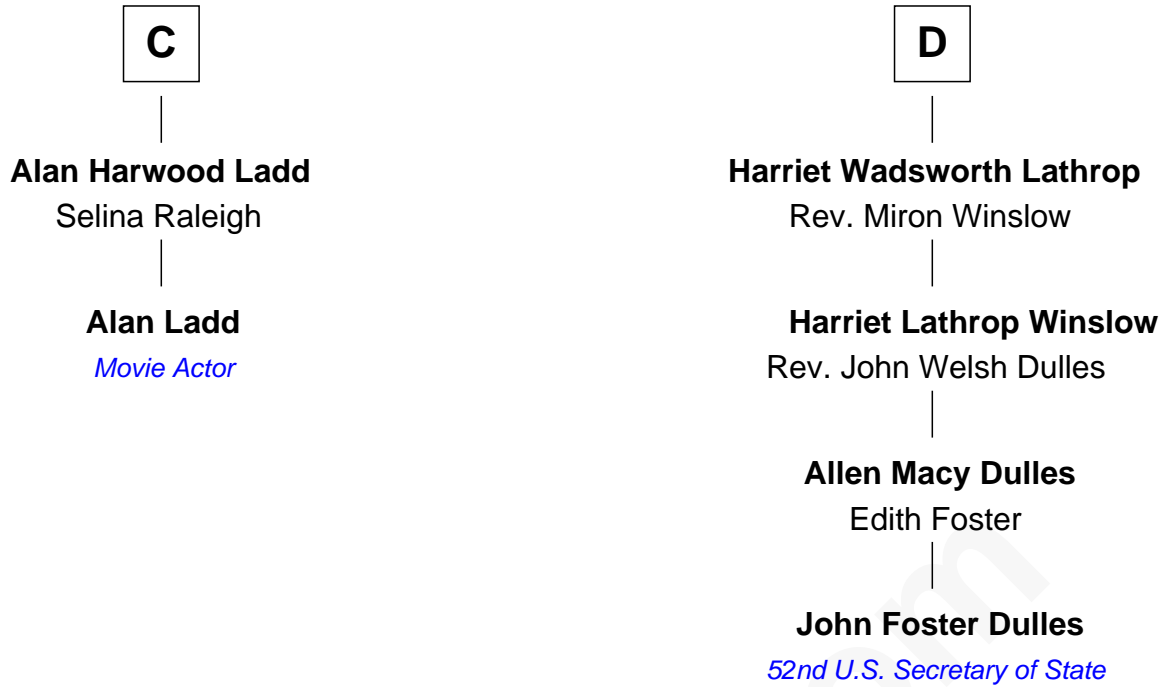 C
Alan Harwood Ladd
Selina Raleigh
Alan Ladd
Movie Actor
D
Harriet Wadsworth Lathrop
Rev. Miron Winslow
Harriet Lathrop Winslow
Rev. John Welsh Dulles
Allen Macy Dulles
Edith Foster
John Foster Dulles
52nd U.S. Secretary of State